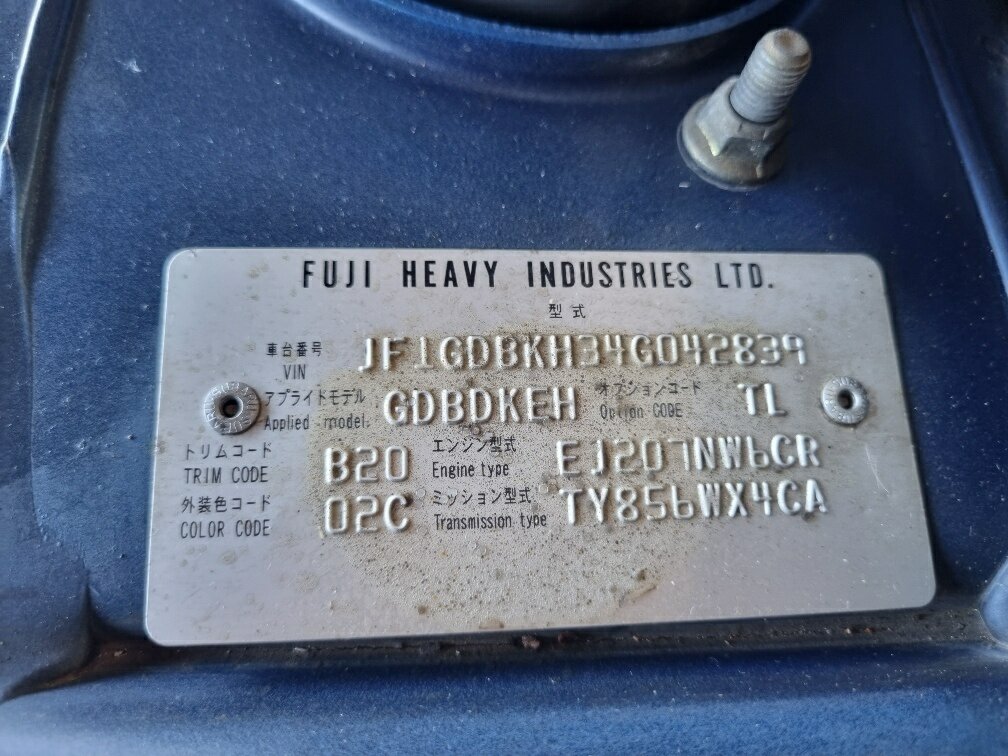 FUJI HEAVY INDUSTRIES LTD.
型式
車台番号 VIN JF1GDBKH34G042839
アプライドモデル Applied model. GDBDKEH オプションコード Option CODE TL
トリムコード TRIM CODE B20 エンジン型式 Engine type EJ207NW6CR
外装色コード COLOR CODE 02C ミッション型式 Transmission type TY856WX4CA